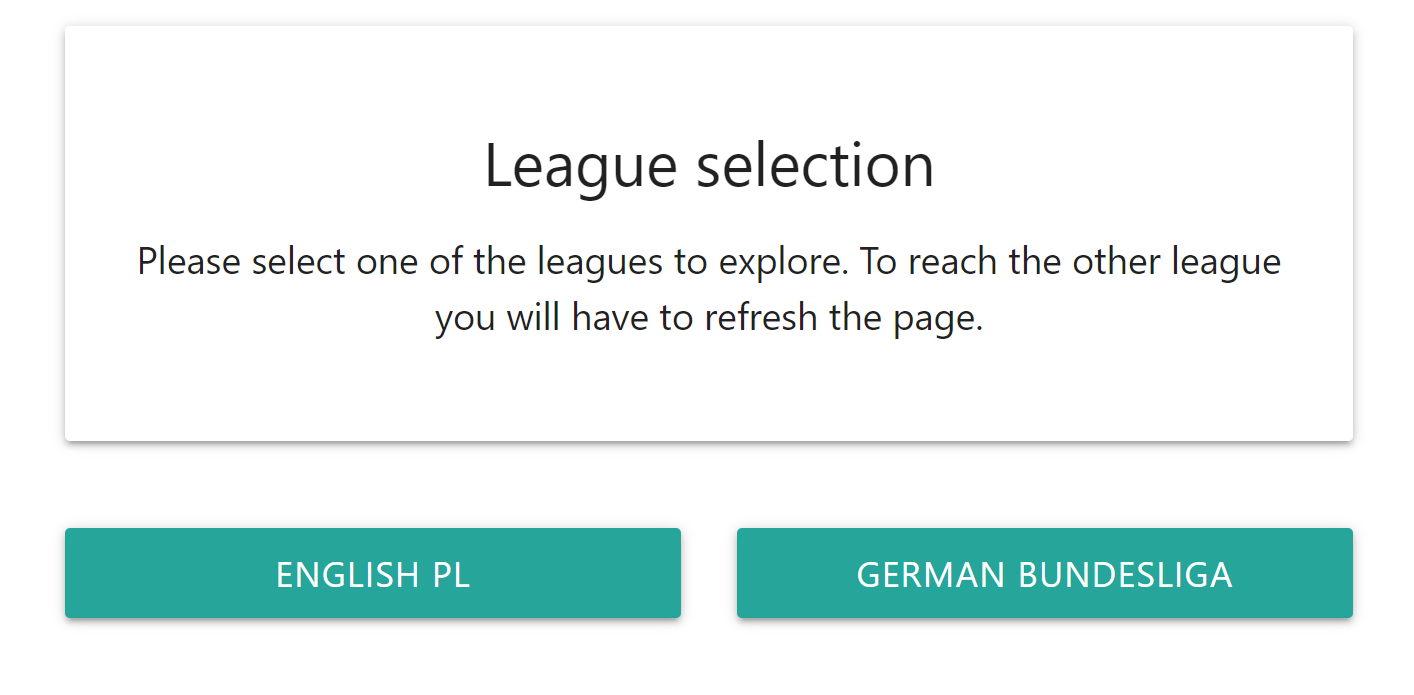 League selection
Please select one of the leagues to explore. To reach the other league
you will have to refresh the page.
ENGLISH PL
GERMAN BUNDESLIGA